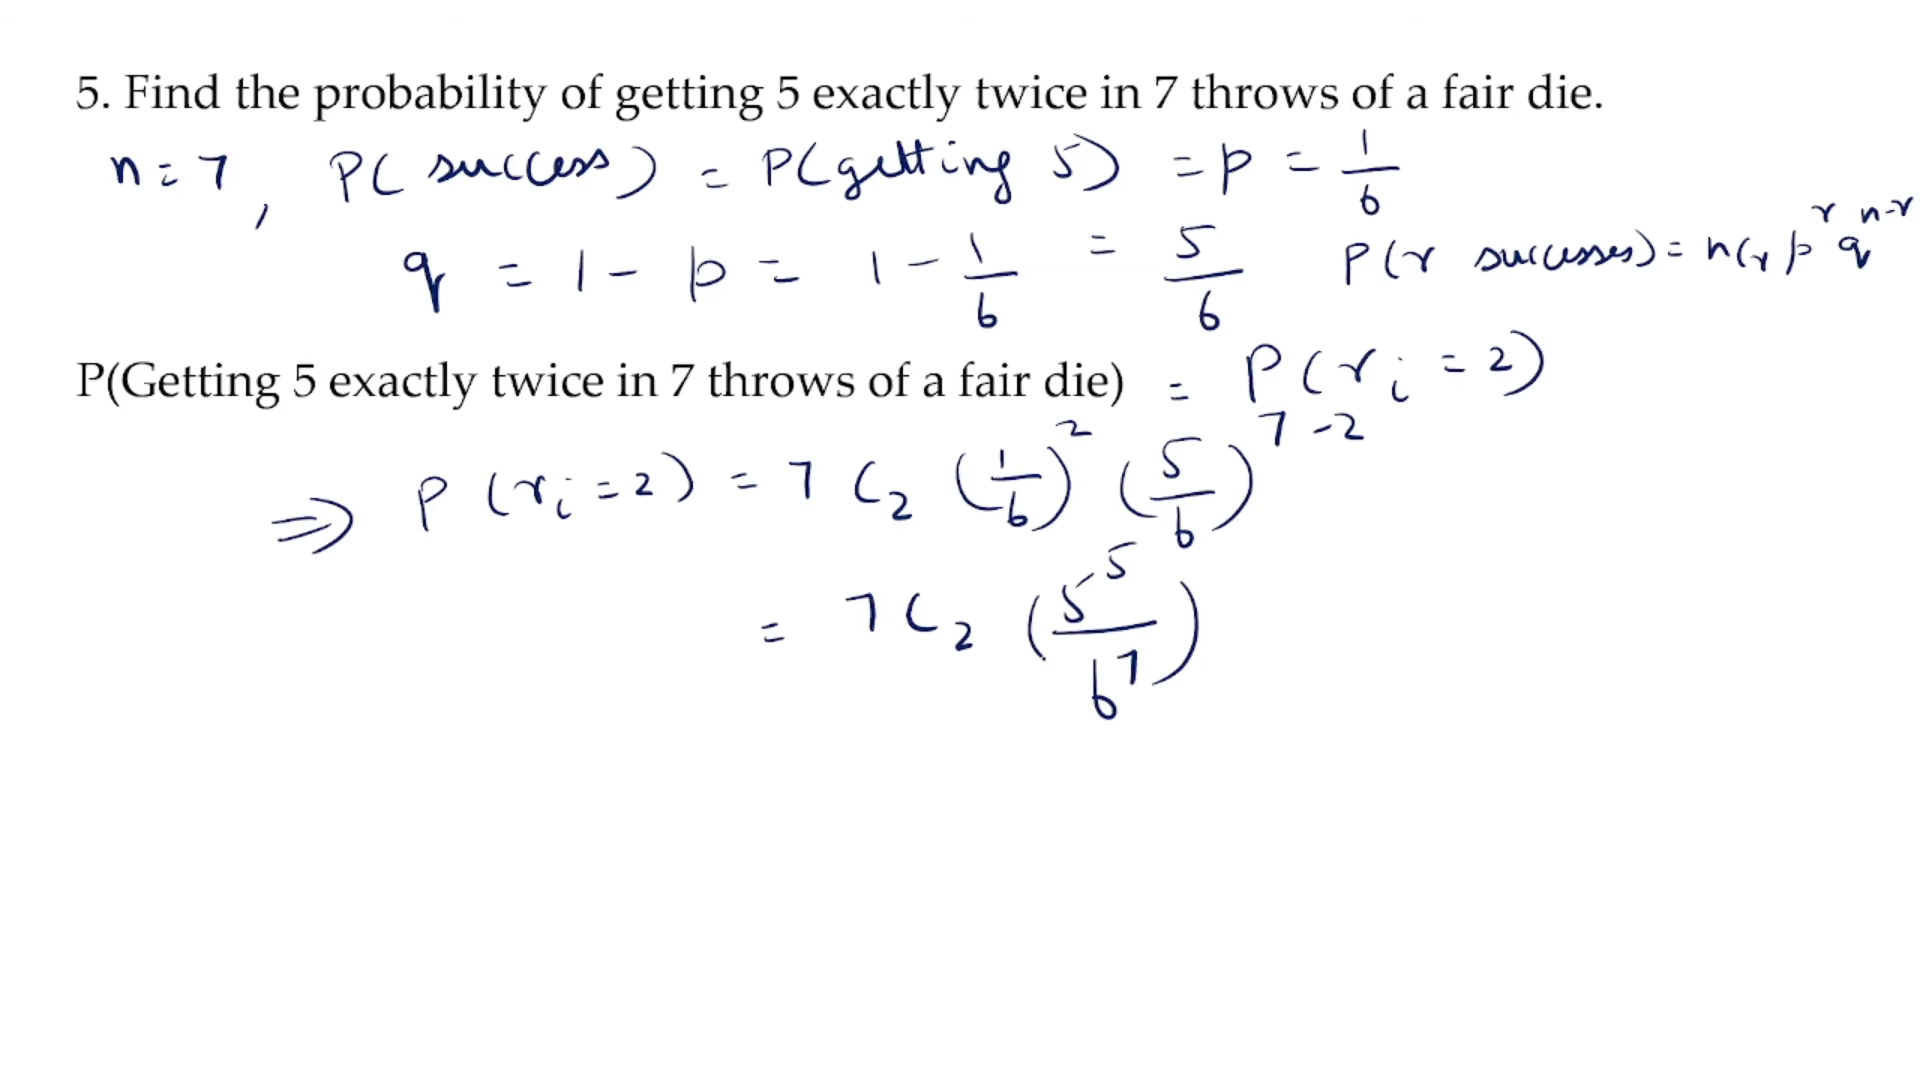 5. Find the probability of getting 5 exactly twice in 7 throws of a fair die.
n = 7, P( success ) = P(getting 5) = p = 1/6
q = 1 - p = 1 - 1/6 = 5/6
P(r successes) = nCr p^r q^n-r
P(Getting 5 exactly twice in 7 throws of a fair die) = P(ri = 2)
⇒ P(ri = 2) = 7C2 (1/6)^2 (5/6)^7-2
= 7C2 (5^5/6^7)